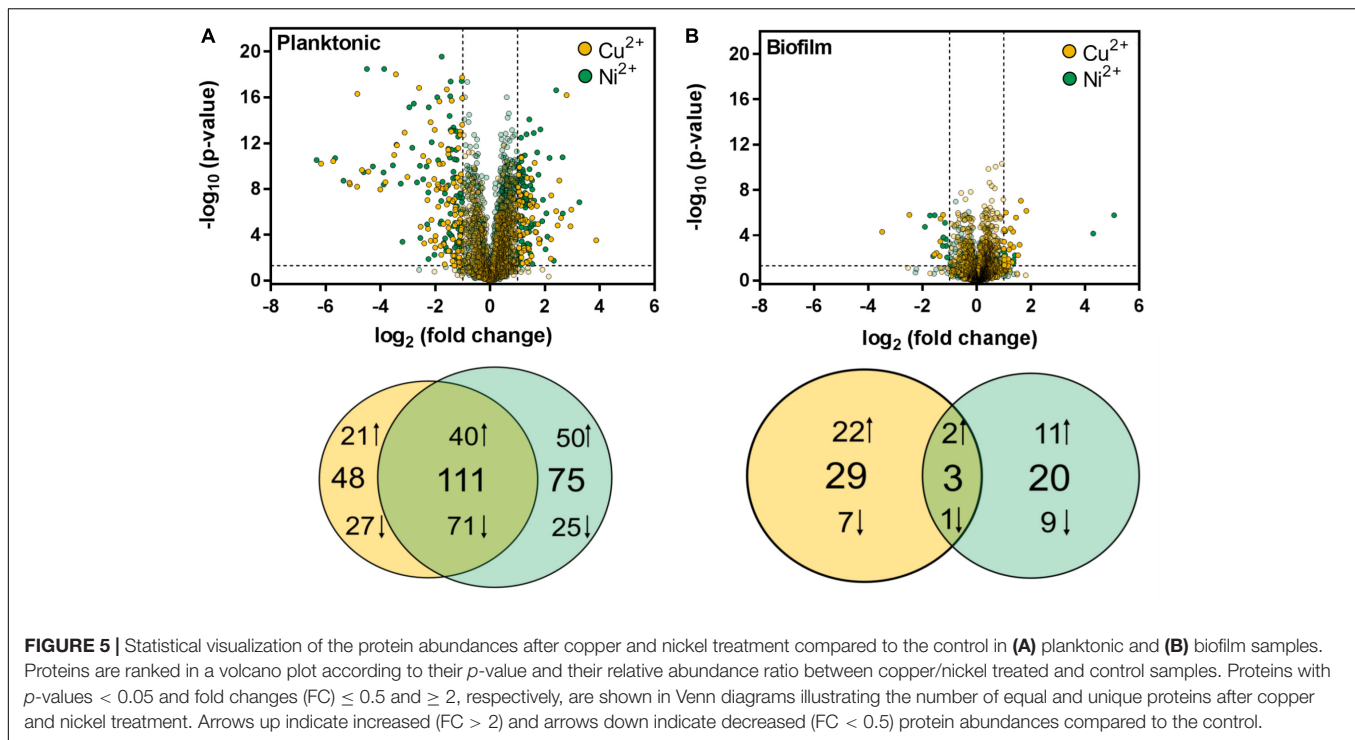 A
Planktonic
Cu2+
Ni2+
20
16
12
8
4
0
-log10 (p-value)
-8 -6 -4 -2 0 2 4 6
log2 (fold change)
B
Biofilm
Cu2+
Ni2+
20
16
12
8
4
0
-log10 (p-value)
-8 -6 -4 -2 0 2 4 6
log2 (fold change)
21↑ 40↑ 50↑
48 111 75
27↓ 71↓ 25↓
22↑ 2↑ 11↑
29 3 20
7↓ 1↓ 9↓
FIGURE 5 | Statistical visualization of the protein abundances after copper and nickel treatment compared to the control in (A) planktonic and (B) biofilm samples.
Proteins are ranked in a volcano plot according to their p-value and their relative abundance ratio between copper/nickel treated and control samples. Proteins with
p-values < 0.05 and fold changes (FC) ≤ 0.5 and ≥ 2, respectively, are shown in Venn diagrams illustrating the number of equal and unique proteins after copper
and nickel treatment. Arrows up indicate increased (FC > 2) and arrows down indicate decreased (FC < 0.5) protein abundances compared to the control.